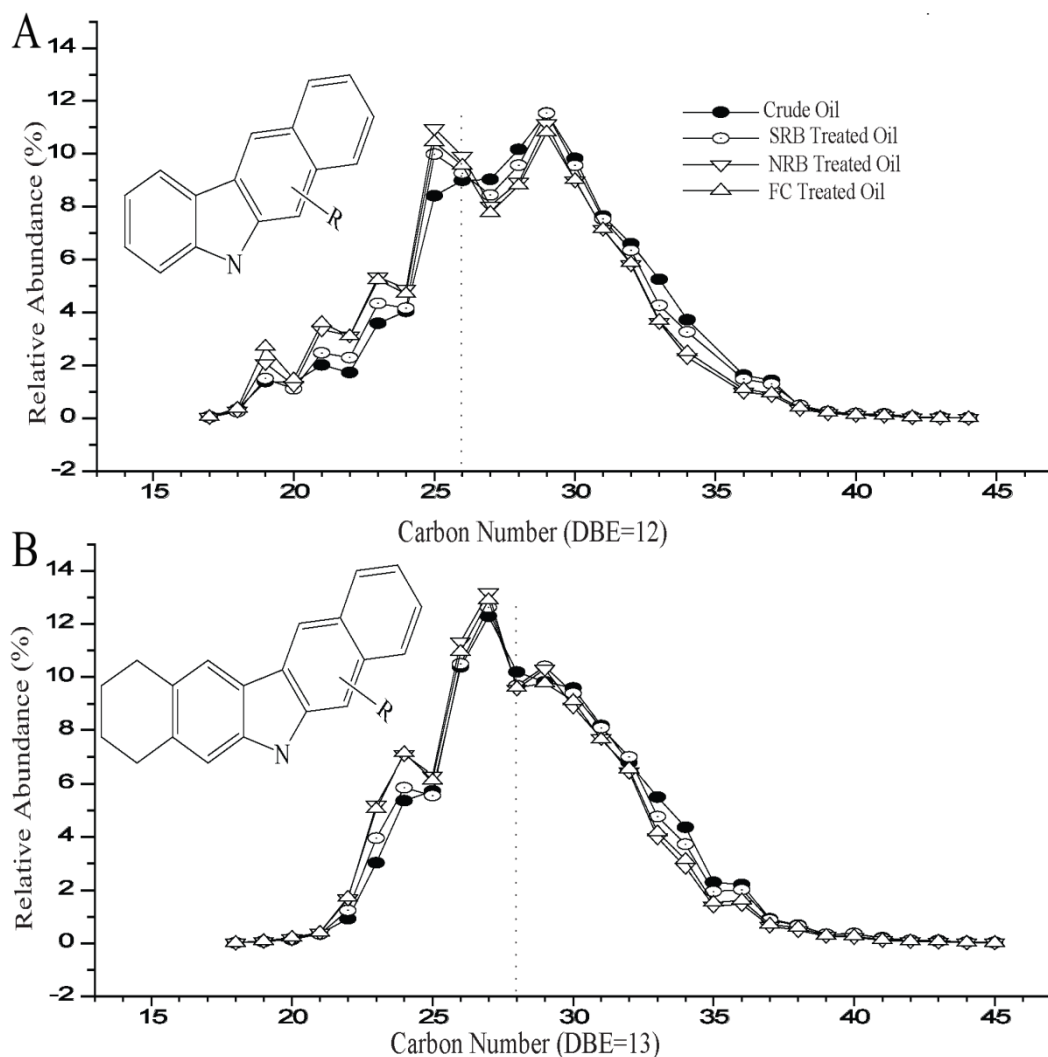 A
14
12
10
8
6
4
2
0
-2
Relative Abundance (%)
N
R
Crude Oil
SRB Treated Oil
NRB Treated Oil
FC Treated Oil
15 20 25 30 35 40 45
Carbon Number (DBE=12)
B
14
12
10
8
6
4
2
0
-2
Relative Abundance (%)
N
R
15 20 25 30 35 40 45
Carbon Number (DBE=13)